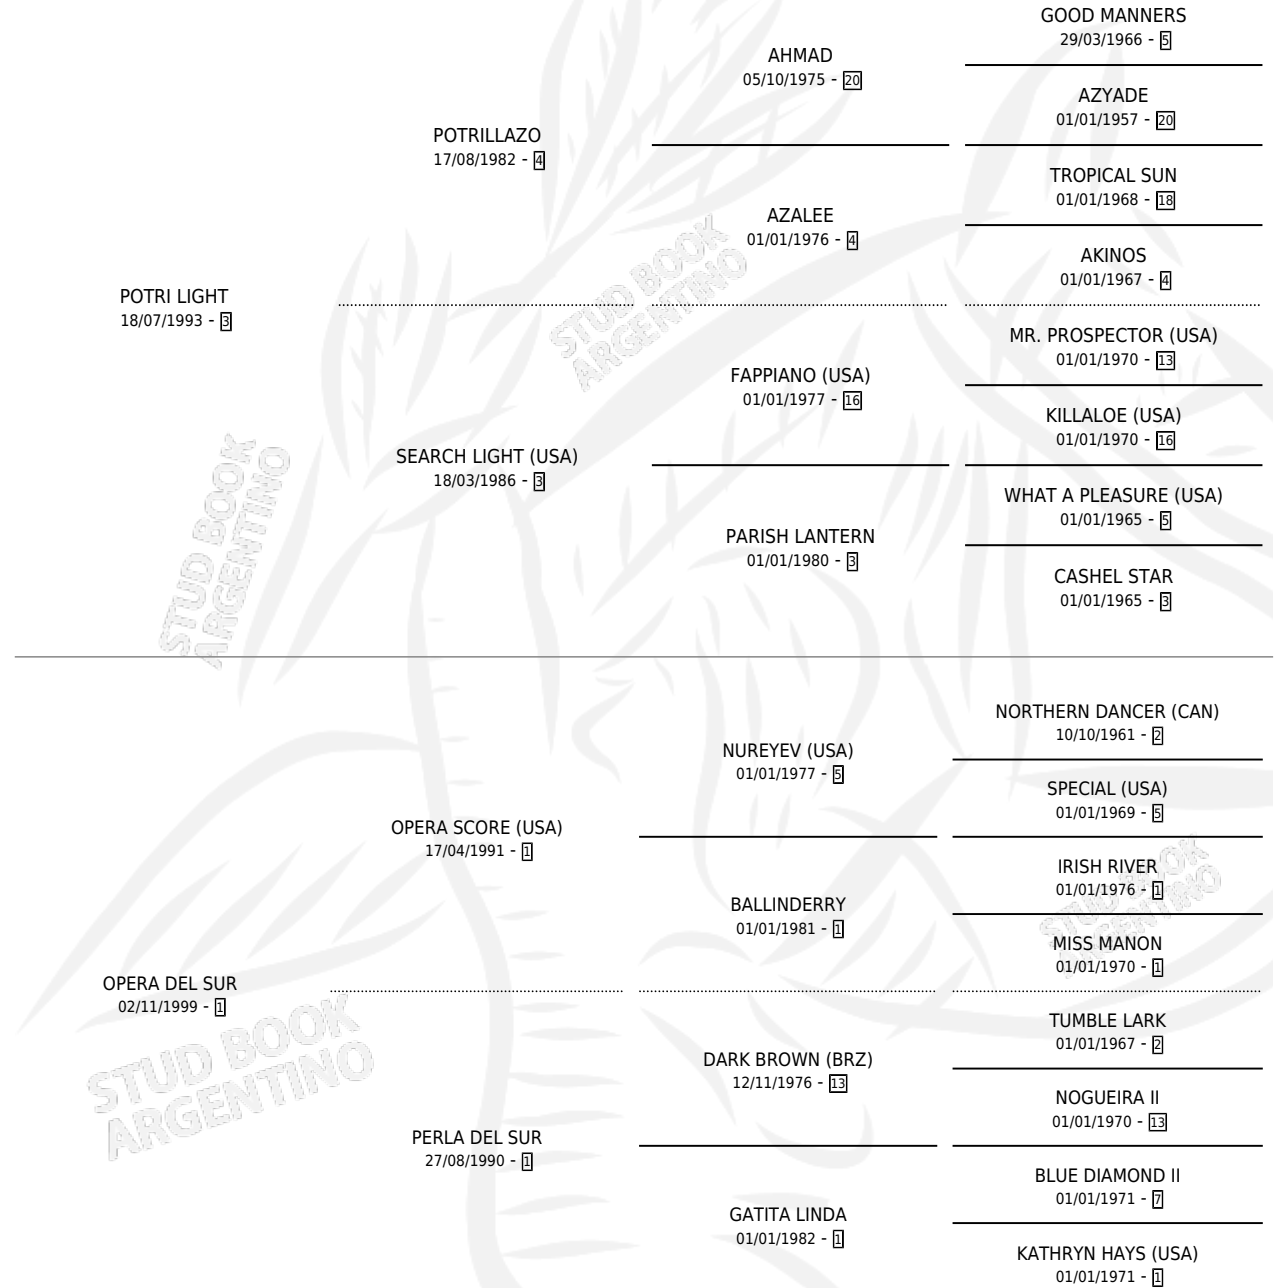 GOOD MANNERS
29/03/1966 - 5
AHMAD
05/10/1975 - 20
AZYADE
01/01/1957 - 20
POTRILLAZO
17/08/1982 - 4
TROPICAL SUN
01/01/1968 - 18
AZALEE
01/01/1976 - 4
AKINOS
01/01/1967 - 4
POTRI LIGHT
18/07/1993 - 3
MR. PROSPECTOR (USA)
01/01/1970 - 13
FAPPIANO (USA)
01/01/1977 - 16
KILLALOE (USA)
01/01/1970 - 16
SEARCH LIGHT (USA)
18/03/1986 - 3
WHAT A PLEASURE (USA)
01/01/1965 - 5
PARISH LANTERN
01/01/1980 - 3
CASHEL STAR
01/01/1965 - 3
NORTHERN DANCER (CAN)
10/10/1961 - 2
NUREYEV (USA)
01/01/1977 - 5
SPECIAL (USA)
01/01/1969 - 5
OPERA SCORE (USA)
17/04/1991 - 1
IRISH RIVER
01/01/1976 - 1
BALLINDERRY
01/01/1981 - 1
MISS MANON
01/01/1970 - 1
OPERA DEL SUR
02/11/1999 - 1
TUMBLE LARK
01/01/1967 - 2
DARK BROWN (BRZ)
12/11/1976 - 13
NOGUEIRA II
01/01/1970 - 13
PERLA DEL SUR
27/08/1990 - 1
BLUE DIAMOND II
01/01/1971 - 7
GATITA LINDA
01/01/1982 - 1
KATHRYN HAYS (USA)
01/01/1971 - 1
STUD BOOK
ARGENTINO
STUD BOOK
ARGENTINO
STUD BOOK
ARGENTINO
STUD BOOK
ARGENTINO